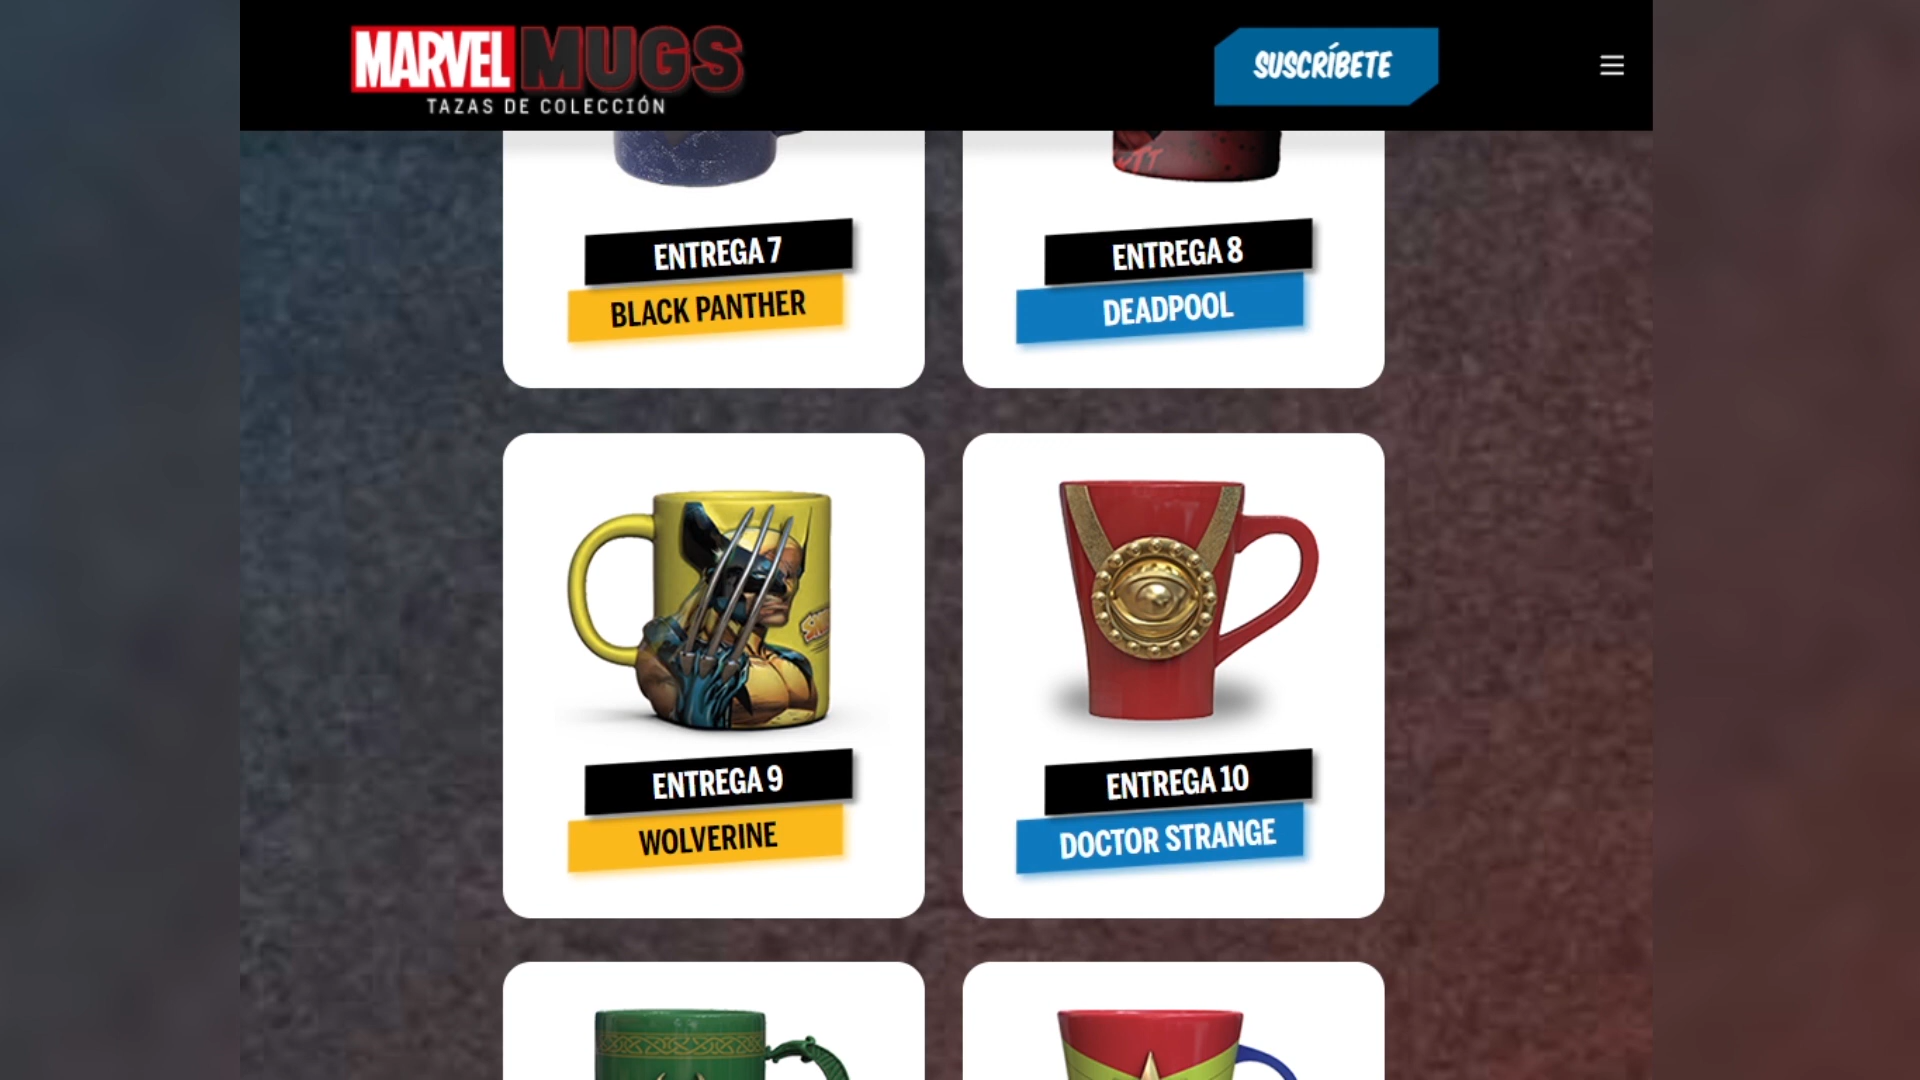 MARVEL MUGS
TAZAS DE COLECCIÓN
SUSCRÍBETE
ENTREGA 7
BLACK PANTHER
ENTREGA 8
DEADPOOL
ENTREGA 9
WOLVERINE
ENTREGA 10
DOCTOR STRANGE